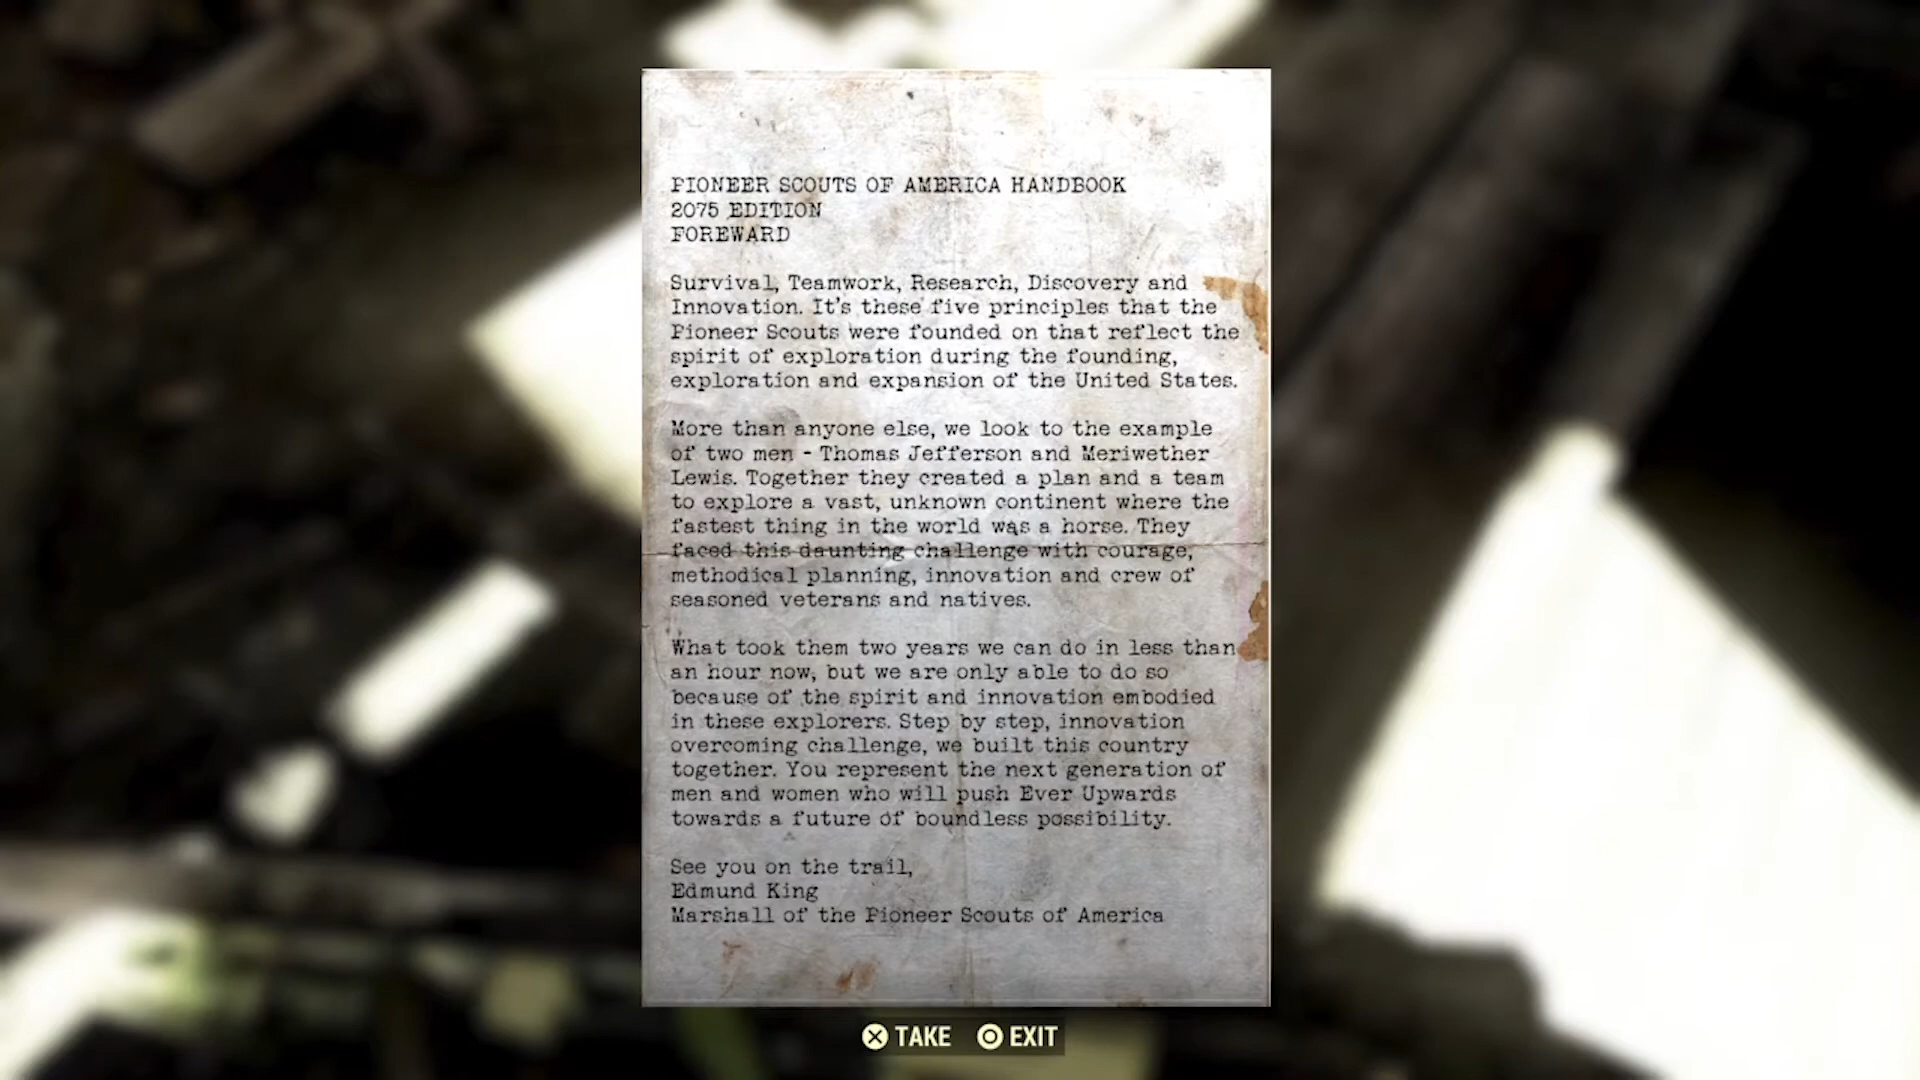 PIONEER SCOUTS OF AMERICA HANDBOOK
2075 EDITION
FOREWARD
Survival, Teamwork, Research, Discovery and
Innovation. It's these five principles that the
Pioneer Scouts were founded on that reflect the
spirit of exploration during the founding,
exploration and expansion of the United States.
More than anyone else, we look to the example
of two men - Thomas Jefferson and Meriwether
Lewis. Together they created a plan and a team
to explore a vast, unknown continent where the
fastest thing in the world was a horse. They
faced this daunting challenge with courage,
methodical planning, innovation and crew of
seasoned veterans and natives.
What took them two years we can do in less than
an hour now, but we are only able to do so
because of the spirit and innovation embodied
in these explorers. Step by step, innovation
overcoming challenge, we built this country
together. You represent the next generation of
men and women who will push Ever Upwards
towards a future of boundless possibility.
See you on the trail,
Edmund King
Marshall of the Pioneer Scouts of America
TAKE EXIT